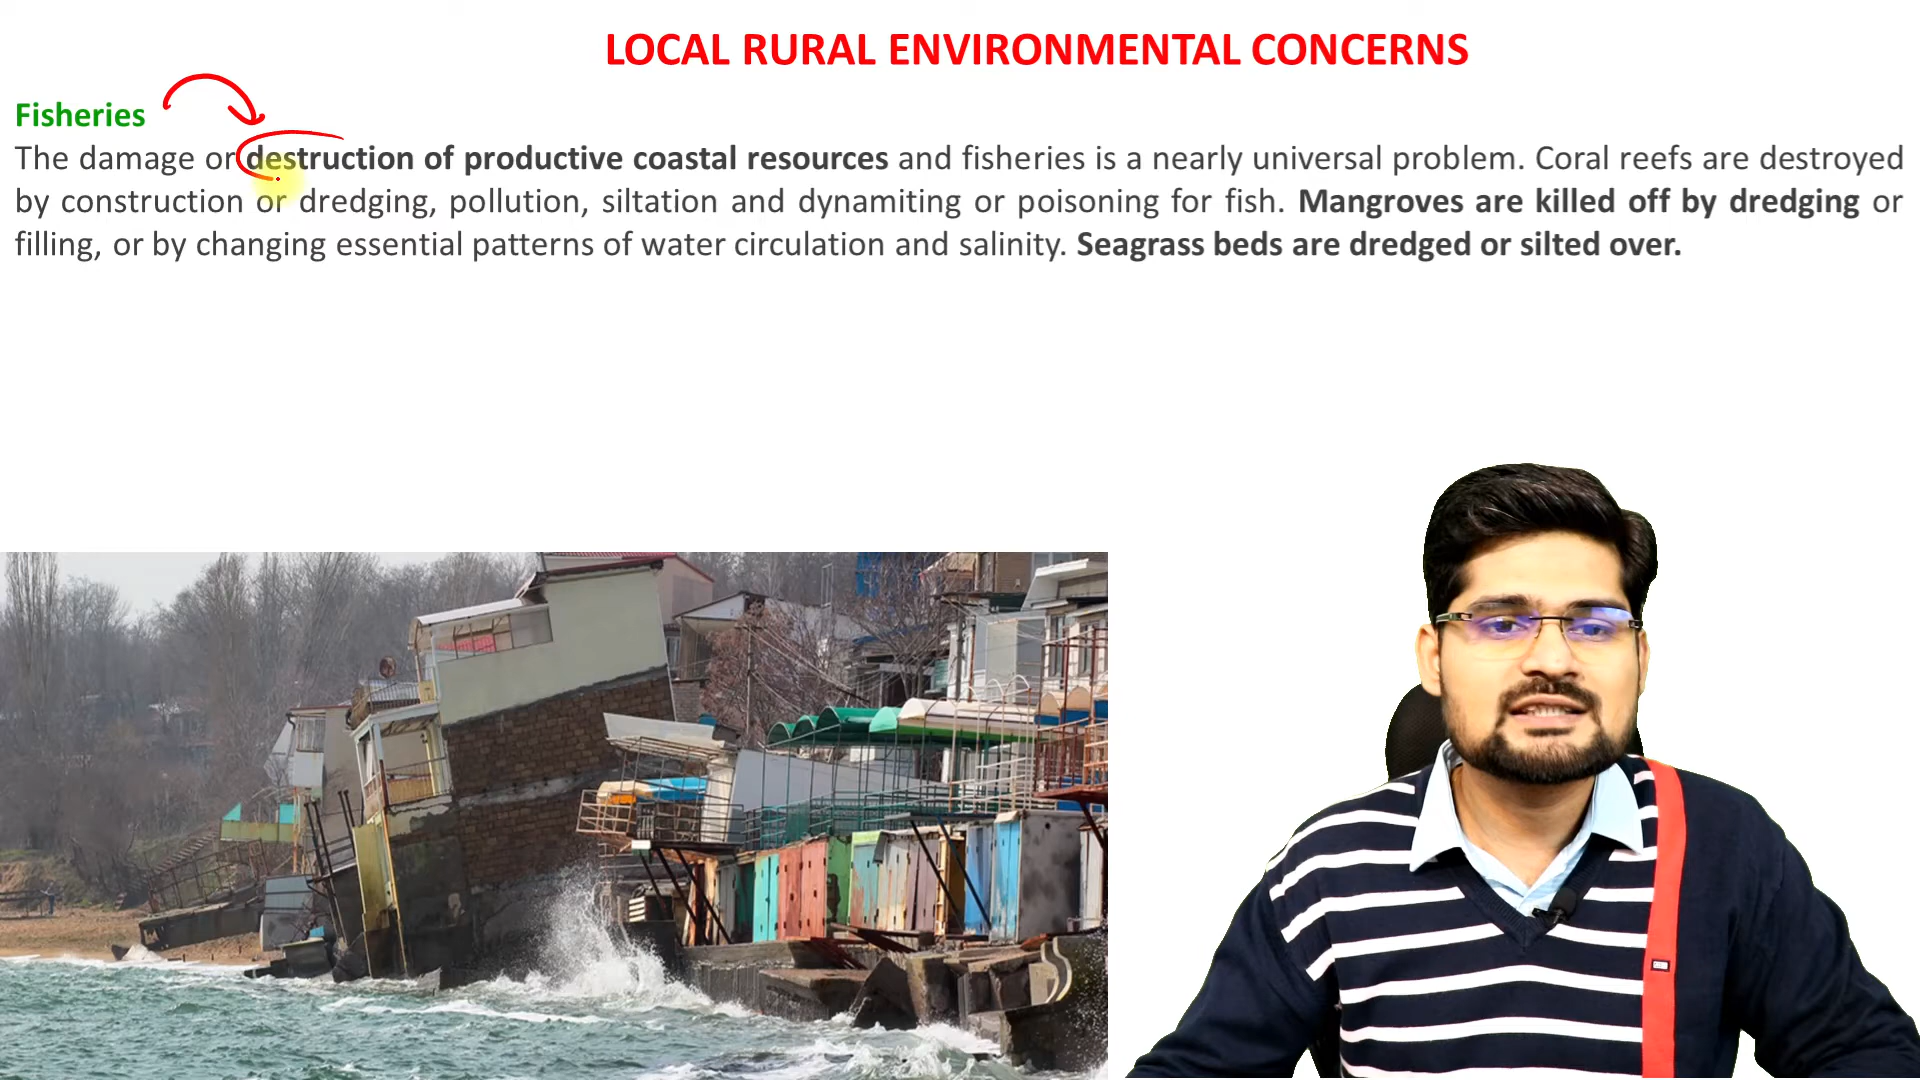 LOCAL RURAL ENVIRONMENTAL CONCERNS
Fisheries
The damage or destruction of productive coastal resources and fisheries is a nearly universal problem. Coral reefs are destroyed
by construction or dredging, pollution, siltation and dynamiting or poisoning for fish. Mangroves are killed off by dredging or
filling, or by changing essential patterns of water circulation and salinity. Seagrass beds are dredged or silted over.